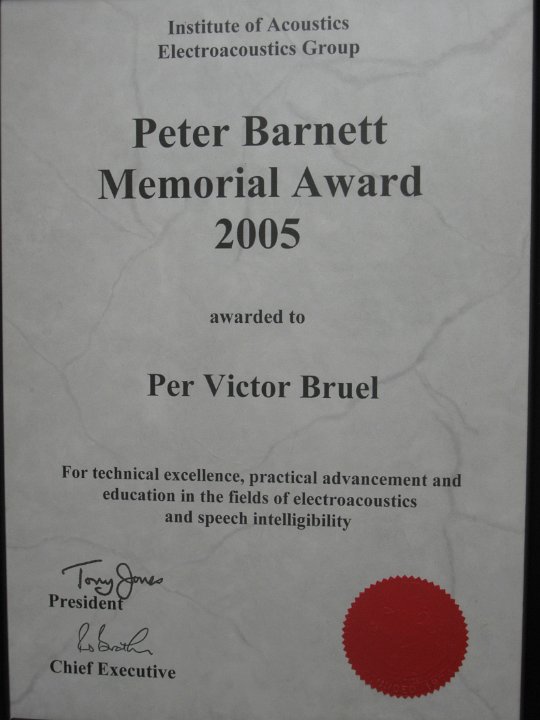 Institute of Acoustics
Electroacoustics Group
Peter Barnett
Memorial Award
2005
awarded to
Per Victor Bruel
For technical excellence, practical advancement and
education in the fields of electroacoustics
and speech intelligibility
Tony Jones
President
Chief Executive